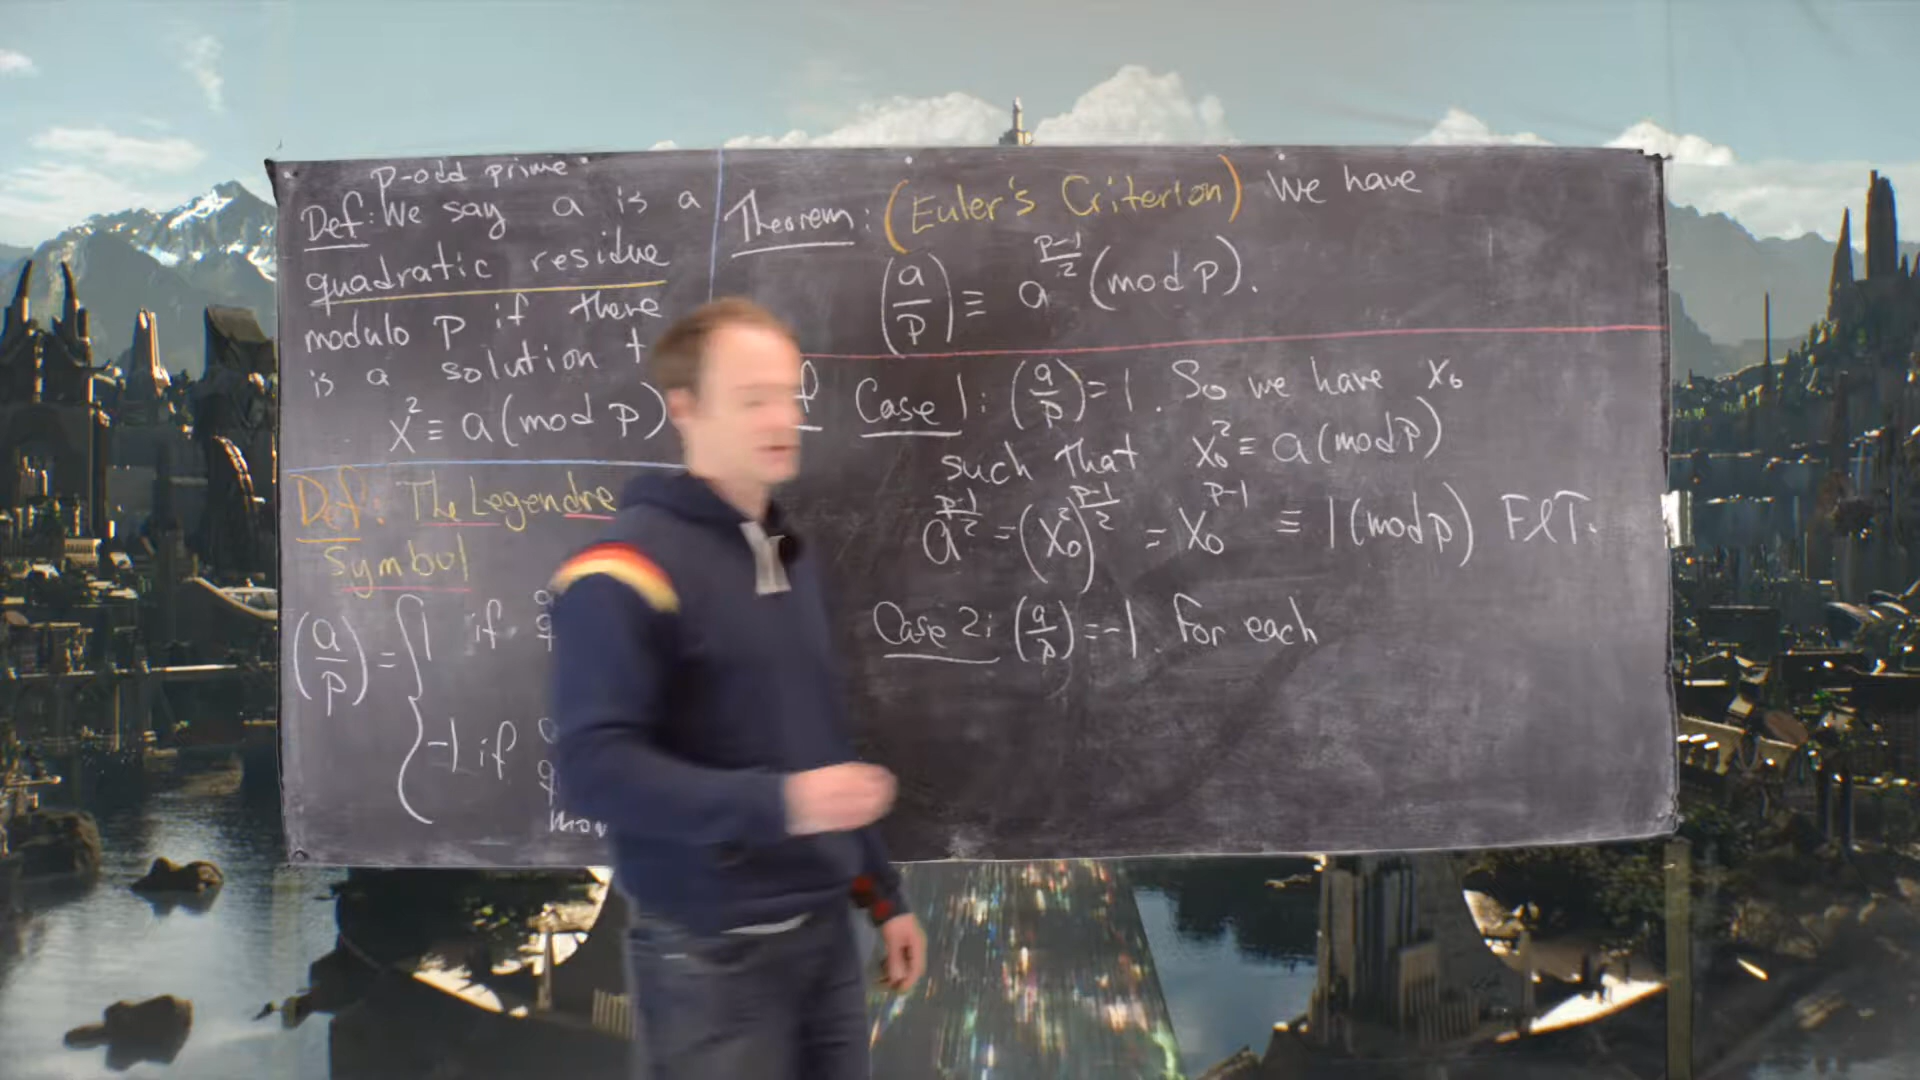 p-odd prime
Def: We say a is a
quadratic residue
modulo p if there
is a solution t
x² ≡ a (mod p)
Def: The Legendre
Symbol
(a/p) = { 1 if
-1 if
Theorem: (Euler's Criterion) We have
(a/p) ≡ a^((p-1)/2) (mod p).
Case 1: (a/p) = 1. So we have x₀
such that x₀² ≡ a (mod p)
a^((p-1)/2) = (x₀²)^((p-1)/2) = x₀^(p-1) ≡ 1 (mod p) FℓT.
Case 2: (a/p) = -1. For each